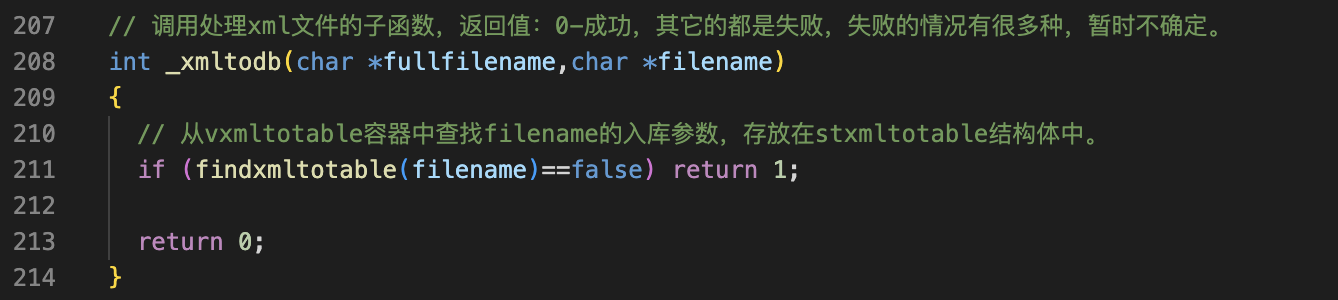 207 // 调用处理xml文件的子函数，返回值：0-成功，其它的都是失败，失败的情况有很多种，暂时不确定。
208 int _xmltodb(char *fullfilename,char *filename)
209 {
210 // 从vxmltotable容器中查找filename的入库参数，存放在stxmltotable结构体中。
211 if (findxmltotable(filename)==false) return 1;
212
213 return 0;
214 }